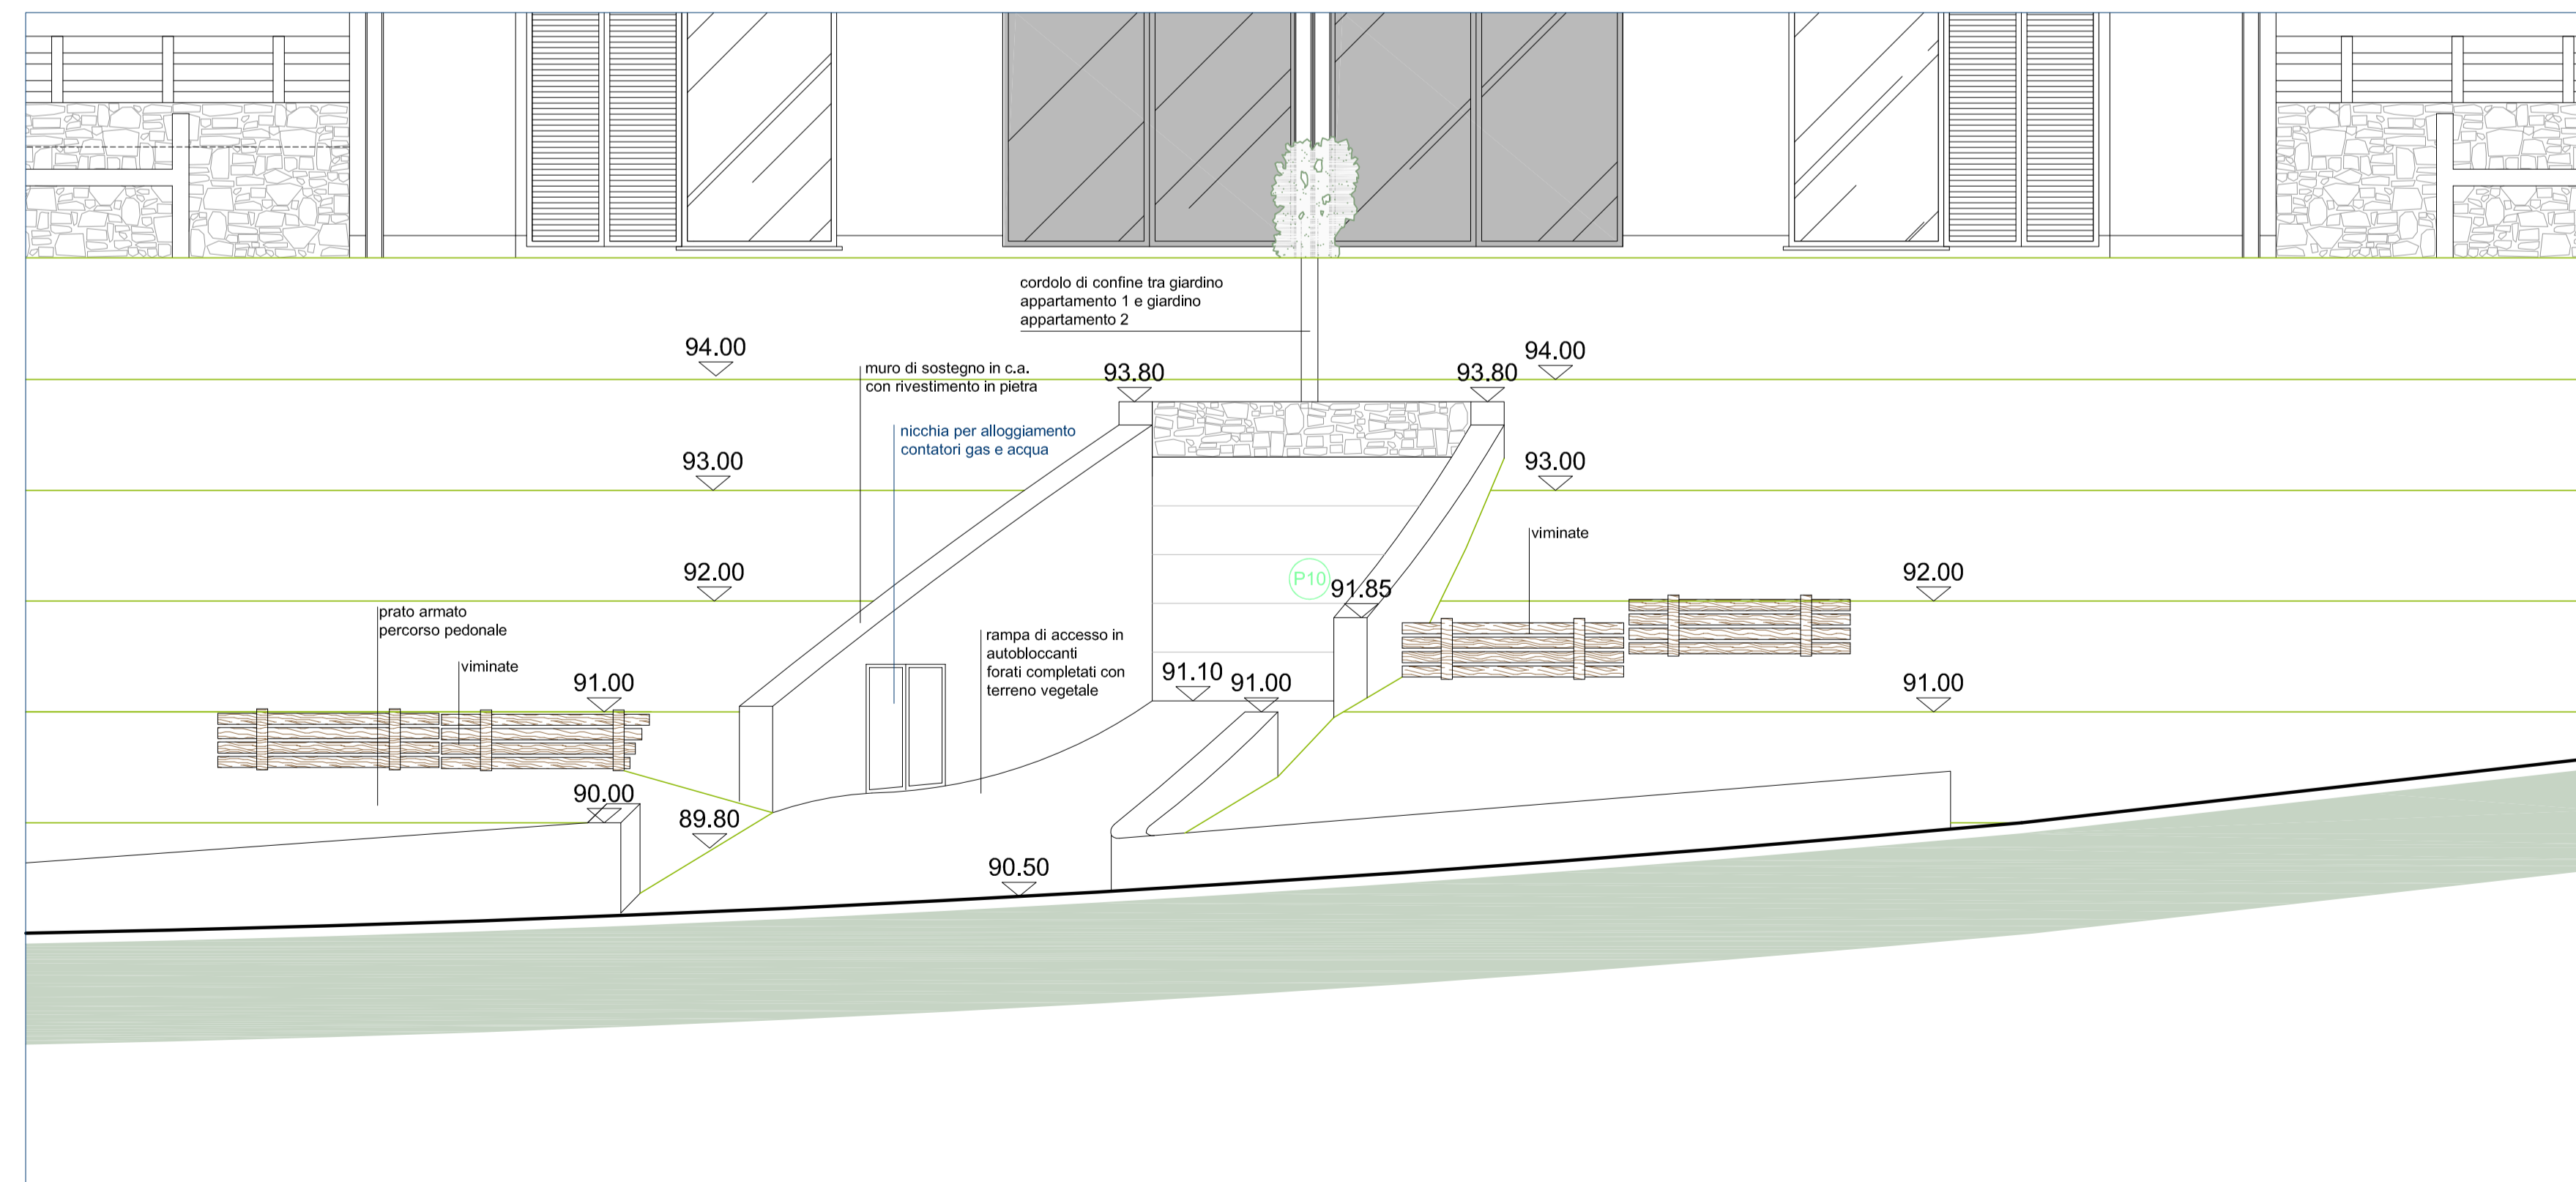 cordolo di confine tra giardino
appartamento 1 e giardino
appartamento 2
94.00
94.00
muro di sostegno in c.a.
con rivestimento in pietra
93.80
93.80
nicchia per alloggiamento
contatori gas e acqua
93.00
93.00
viminate
92.00
P10
91.85
92.00
prato armato
percorso pedonale
rampa di accesso in
autobloccanti
forati completati con
terreno vegetale
viminate
91.00
91.10
91.00
91.00
90.00
89.80
90.50